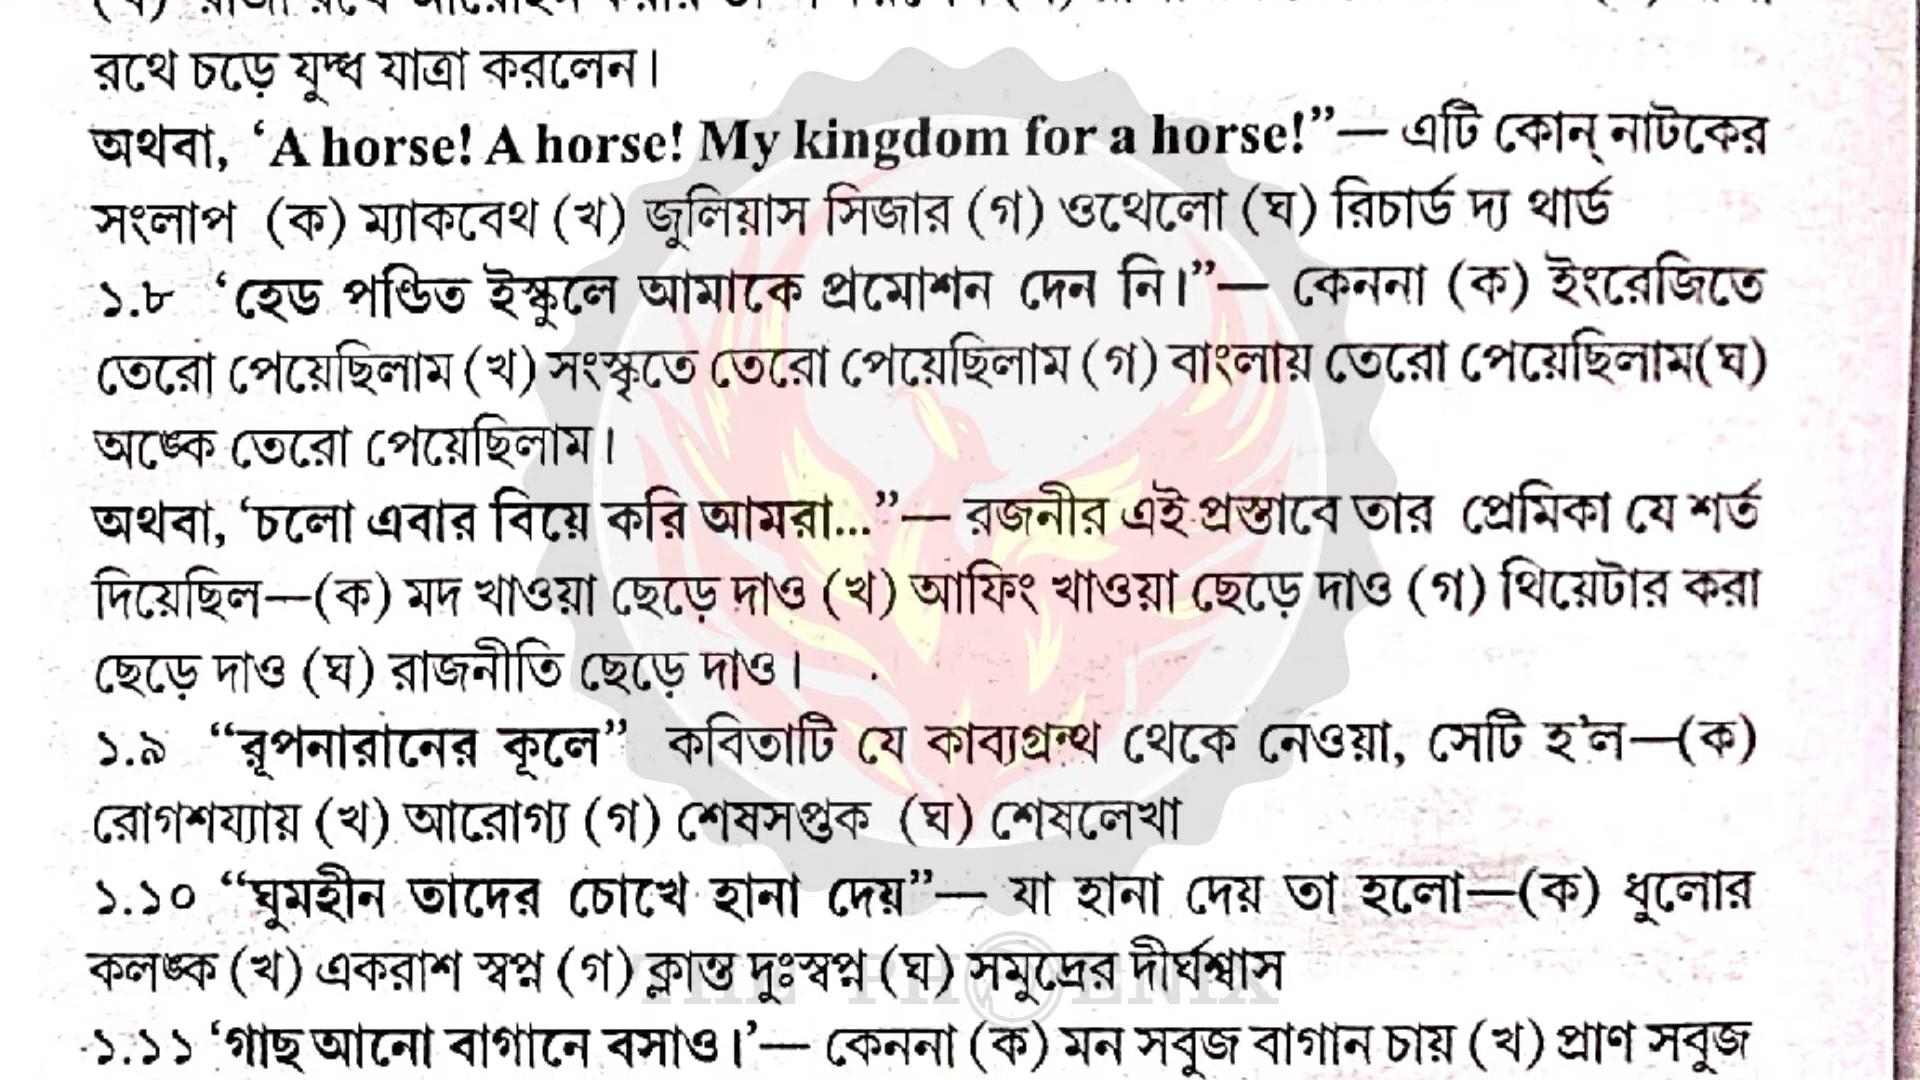 রথে চড়ে যুদ্ধ যাত্রা করলেন।
অথবা, ‘A horse! A horse! My kingdom for a horse!”— এটি কোন্ নাটকের
সংলাপ (ক) ম্যাকবেথ (খ) জুলিয়াস সিজার (গ) ওথেলো (ঘ) রিচার্ড দ্য থার্ড
১.৮ ‘হেড পণ্ডিত ইস্কুলে আমাকে প্রমোশন দেন নি।”— কেননা (ক) ইংরেজিতে
তেরো পেয়েছিলাম (খ) সংস্কৃতে তেরো পেয়েছিলাম (গ) বাংলায় তেরো পেয়েছিলাম(ঘ)
অঙ্কে তেরো পেয়েছিলাম।
অথবা, ‘চলো এবার বিয়ে করি আমরা...”— রজনীর এই প্রস্তাবে তার প্রেমিকা যে শর্ত
দিয়েছিল—(ক) মদ খাওয়া ছেড়ে দাও (খ) আফিং খাওয়া ছেড়ে দাও (গ) থিয়েটার করা
ছেড়ে দাও (ঘ) রাজনীতি ছেড়ে দাও।
১.৯ “রূপনারানের কূলে” কবিতাটি যে কাব্যগ্রন্থ থেকে নেওয়া, সেটি হ'ল—(ক)
রোগশয্যায় (খ) আরোগ্য (গ) শেষসপ্তক (ঘ) শেষলেখা
১.১০ “ঘুমহীন তাদের চোখে হানা দেয়”— যা হানা দেয় তা হলো—(ক) ধুলোর
কলঙ্ক (খ) একরাশ স্বপ্ন (গ) ক্লান্ত দুঃস্বপ্ন (ঘ) সমুদ্রের দীর্ঘশ্বাস
THE PHOENIX
১.১১ ‘গাছ আনো বাগানে বসাও।’— কেননা (ক) মন সবুজ বাগান চায় (খ) প্রাণ সবুজ